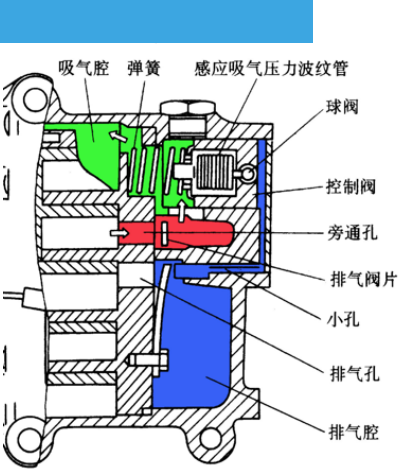 吸气腔 弹簧 感应吸气压力波纹管
球阀
控制阀
旁通孔
排气阀片
小孔
排气孔
排气腔